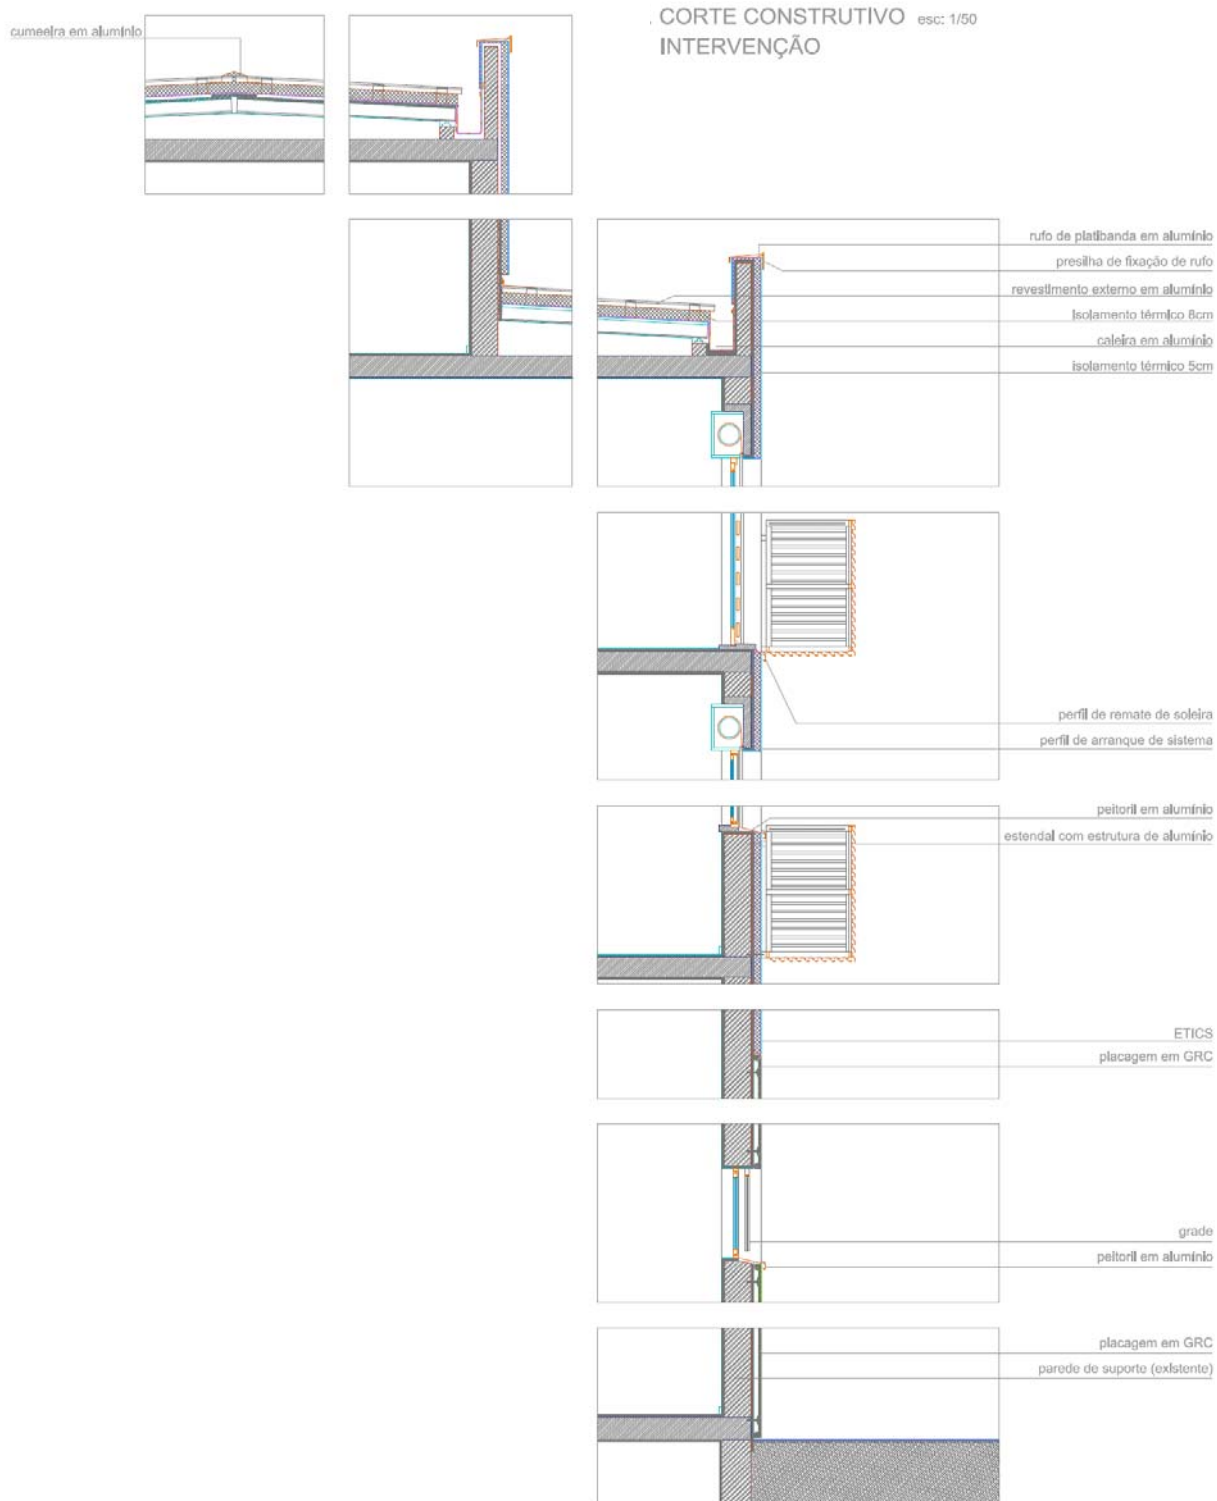 . CORTE CONSTRUTIVO esc: 1/50
INTERVENÇÃO
cumeeira em alumínio
rufo de platibanda em alumínio
presilha de fixação de rufo
revestimento externo em alumínio
isolamento térmico 8cm
caleira em alumínio
isolamento térmico 5cm
perfil de remate de soleira
perfil de arranque de sistema
peitoril em alumínio
estendal com estrutura de alumínio
ETICS
placagem em GRC
grade
peitoril em alumínio
placagem em GRC
parede de suporte (existente)